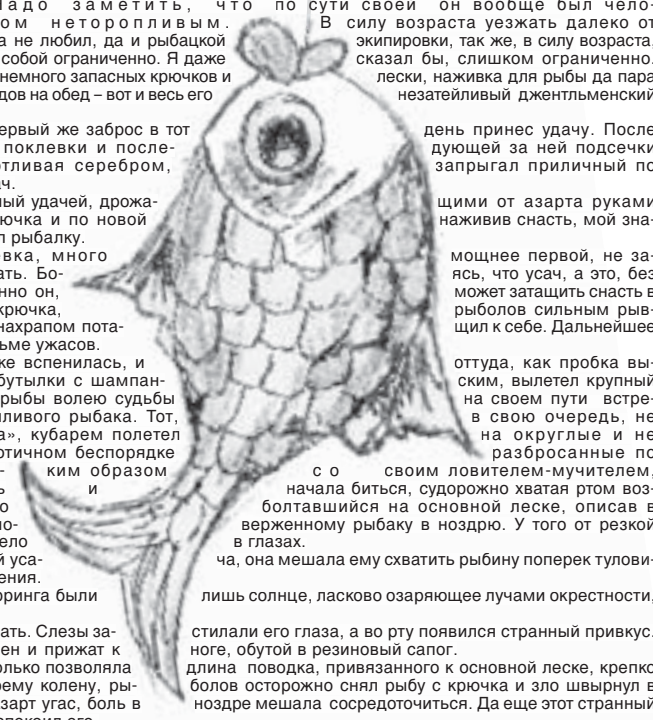 Надо заметить, что по сути своей он вообще был чело-
ом неторопливым. В силу возраста уезжать далеко от
а не любил, да и рыбацкой экипировки, так же, в силу возраста,
собой ограниченно. Я даже сказал бы, слишком ограниченно.
немного запасных крючков и лески, наживка для рыбы да пара
дов на обед – вот и весь его незатейливый джентльменский
ервый же заброс в тот день принес удачу. После
поклевки и после- дующей за ней подсечки
отливая серебром, запрыгал приличный по
ач.
ный удачей, дрожа- щими от азарта руками
ючка и по новой наживив снасть, мой зна-
л рыбалку.
евка, много мощнее первой, не за-
ать. Бо- ясь, что усач, а это, без
нно он, может затащить снасть в
крючка, рыболов сильным рыв-
нахрапом пота- щил к себе. Дальнейшее
ьме ужасов.
ке вспенилась, и оттуда, как пробка вы-
бутылки с шампан- ским, вылетел крупный
рыбы волею судьбы на своем пути встре-
пливого рыбака. Тот, в свою очередь, не
а», кубарем полетел на округлые и не
отичном беспорядке разбросанные по
- ким образом со своим ловителем-мучителем,
ь и начала биться, судорожно хватая ртом воз-
о болтавшийся на основной леске, описав в
по- верженному рыбаку в ноздрю. У того от резкой
ело в глазах.
й уса- ча, она мешала ему схватить рыбину поперек тулови-
ения.
оринга были лишь солнце, ласково озаряющее лучами окрестности,
ать. Слезы за- стилали его глаза, а во рту появился странный привкус.
ен и прижат к ноге, обутой в резиновый сапог.
олько позволяла длина поводка, привязанного к основной леске, крепко
ему колену, ры- болов осторожно снял рыбу с крючка и зло швырнул в
зарт угас, боль в ноздре мешала сосредоточиться. Да еще этот странный